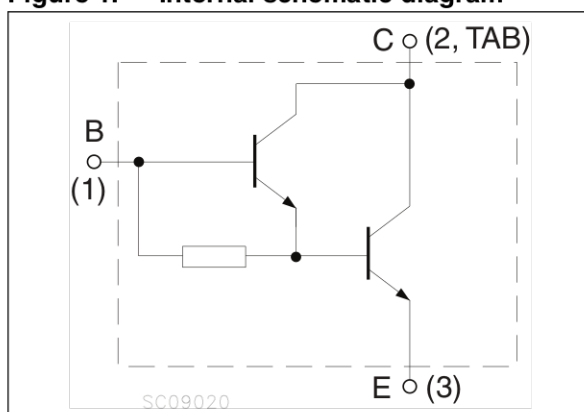 Figure 1. Internal schematic diagram
C (2, TAB)
B
(1)
E (3)
SC09020